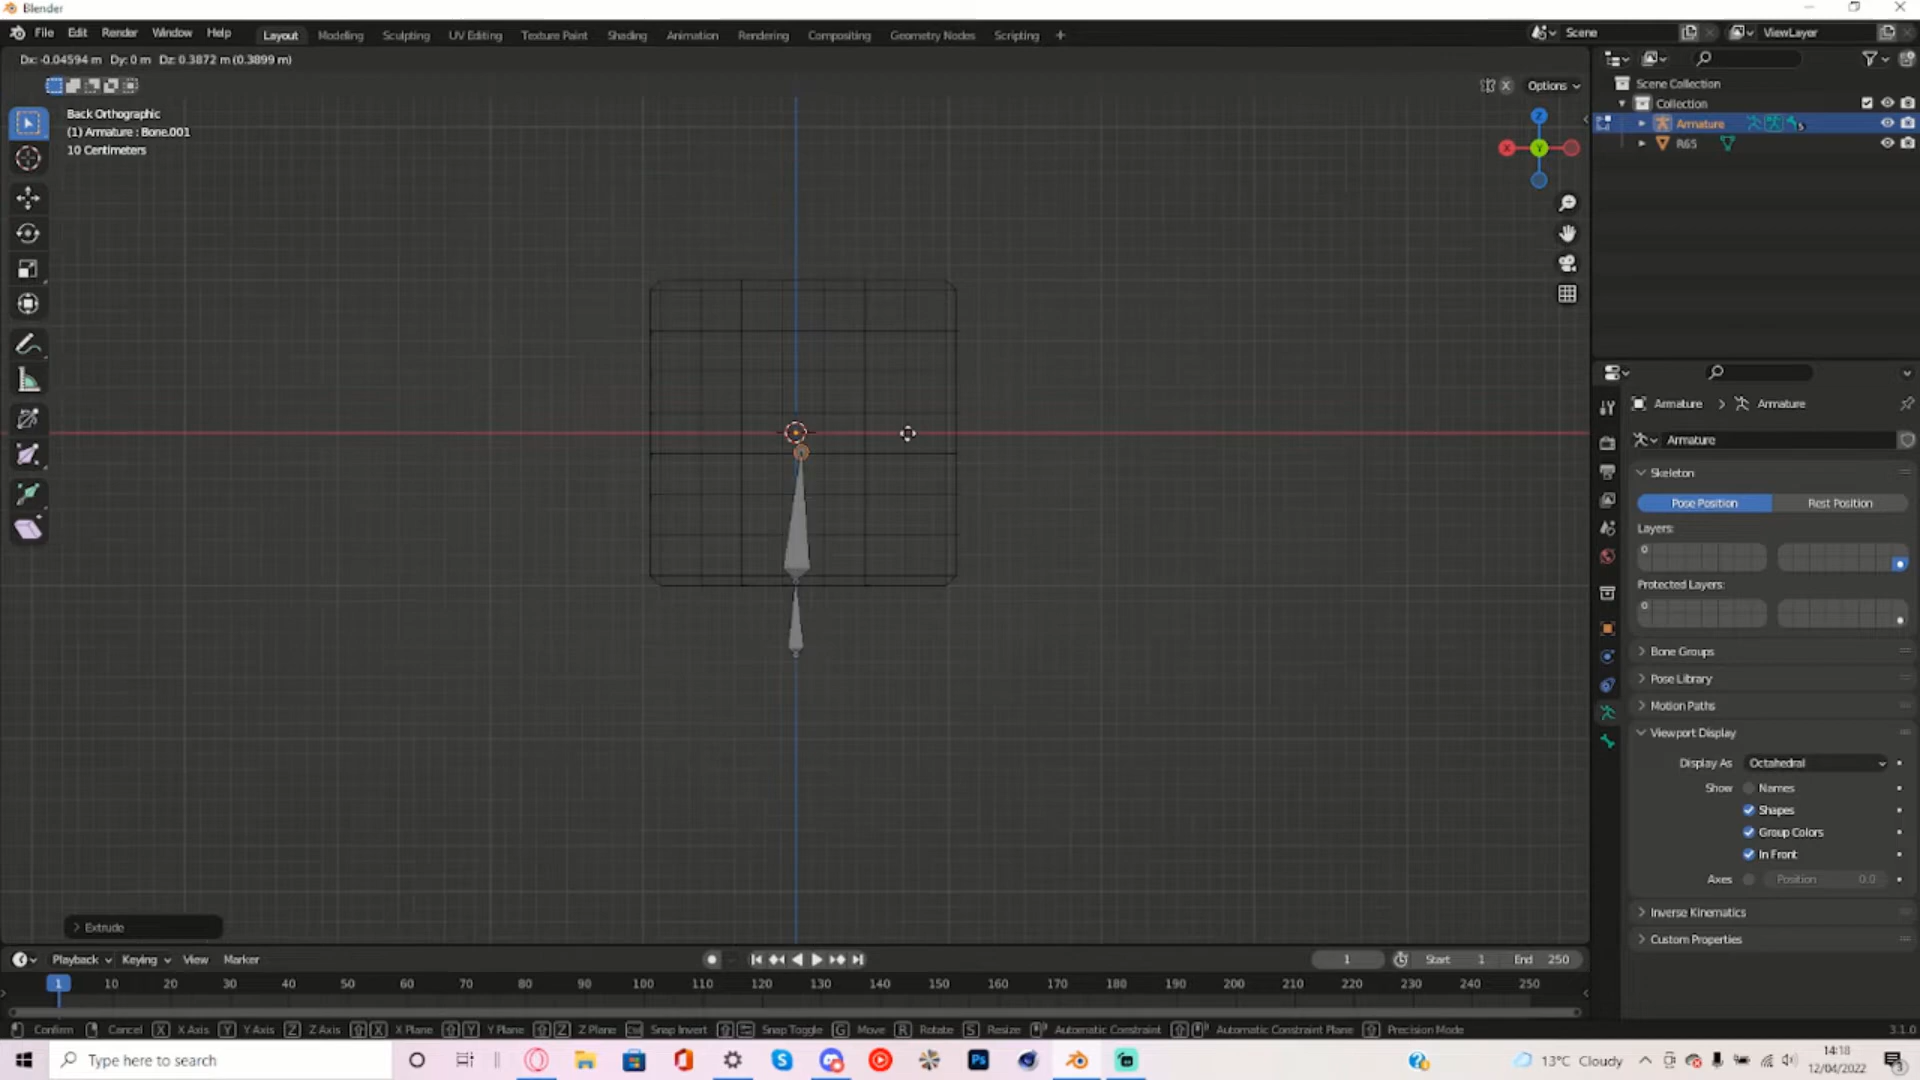 Blender
File Edit Render Window Help Layout Modeling Sculpting UV Editing Texture Paint Shading Animation Rendering Compositing Geometry Nodes Scripting + Scene ViewLayer
Dx: -0.04594 m Dy: 0 m Dz: 0.3872 m (0.3899 m)
Options
Back Orthographic
(1) Armature : Bone.001
10 Centimeters
Z
X
Y
Scene Collection
Collection
Armature 5
R65
Armature > Armature
Armature
Skeleton
Pose Position Rest Position
Layers:
Protected Layers:
Bone Groups
Pose Library
Motion Paths
Viewport Display
Display As Octahedral
Show Names
Shapes
Group Colors
In Front
Axes Position 0.0
Inverse Kinematics
Custom Properties
Extrude
Playback Keying View Marker 1 Start 1 End 250
1 10 20 30 40 50 60 70 80 90 100 110 120 130 140 150 160 170 180 190 200 210 220 230 240 250
Confirm Cancel X X Axis Y Y Axis Z Z Axis X X Plane Y Y Plane Z Z Plane Ctrl Snap Invert Snap Toggle G Move R Rotate S Resize Automatic Constraint Automatic Constraint Plane Precision Mode 3.1.0
Type here to search Ps 13°C Cloudy 14:18
12/04/2022 3